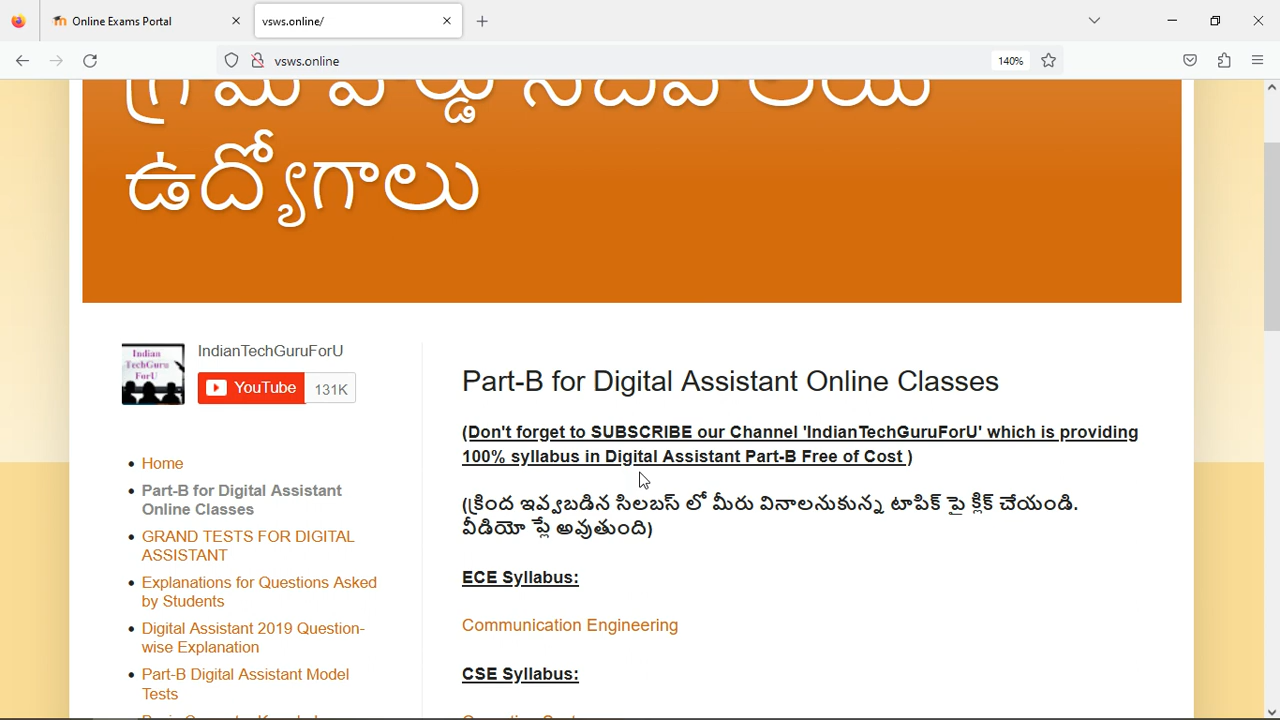 Online Exams Portal
vsws.online/
vsws.online
140%
ఉద్యోగాలు
Indian
TechGuru
ForU
IndianTechGuruForU
YouTube 131K
Home
Part-B for Digital Assistant
Online Classes
GRAND TESTS FOR DIGITAL
ASSISTANT
Explanations for Questions Asked
by Students
Digital Assistant 2019 Question-
wise Explanation
Part-B Digital Assistant Model
Tests
Part-B for Digital Assistant Online Classes
(Don't forget to SUBSCRIBE our Channel 'IndianTechGuruForU' which is providing
100% syllabus in Digital Assistant Part-B Free of Cost )
(క్రింద ఇవ్వబడిన సిలబస్ లో మీరు వినాలనుకున్న టాపిక్ పై క్లిక్ చేయండి.
వీడియో ప్లే అవుతుంది)
ECE Syllabus:
Communication Engineering
CSE Syllabus: